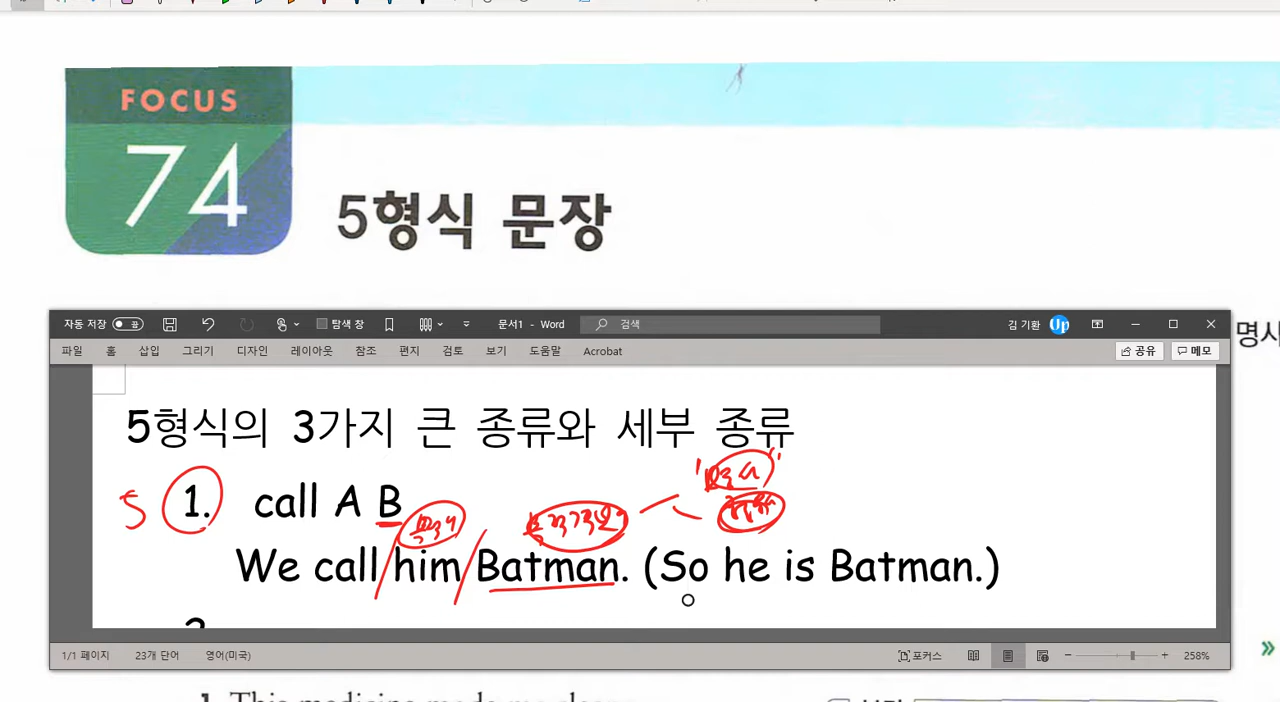 FOCUS
74
5형식 문장
자동 저장 끔 탐색 창 문서1 - Word 검색 김 기환 Up
파일 홈 삽입 그리기 디자인 레이아웃 참조 편지 검토 보기 도움말 Acrobat 공유 메모
명사
5형식의 3가지 큰 종류와 세부 종류
5 1. call A B
We call him Batman. (So he is Batman.)
1/1 페이지 23개 단어 영어(미국) 포커스 258%